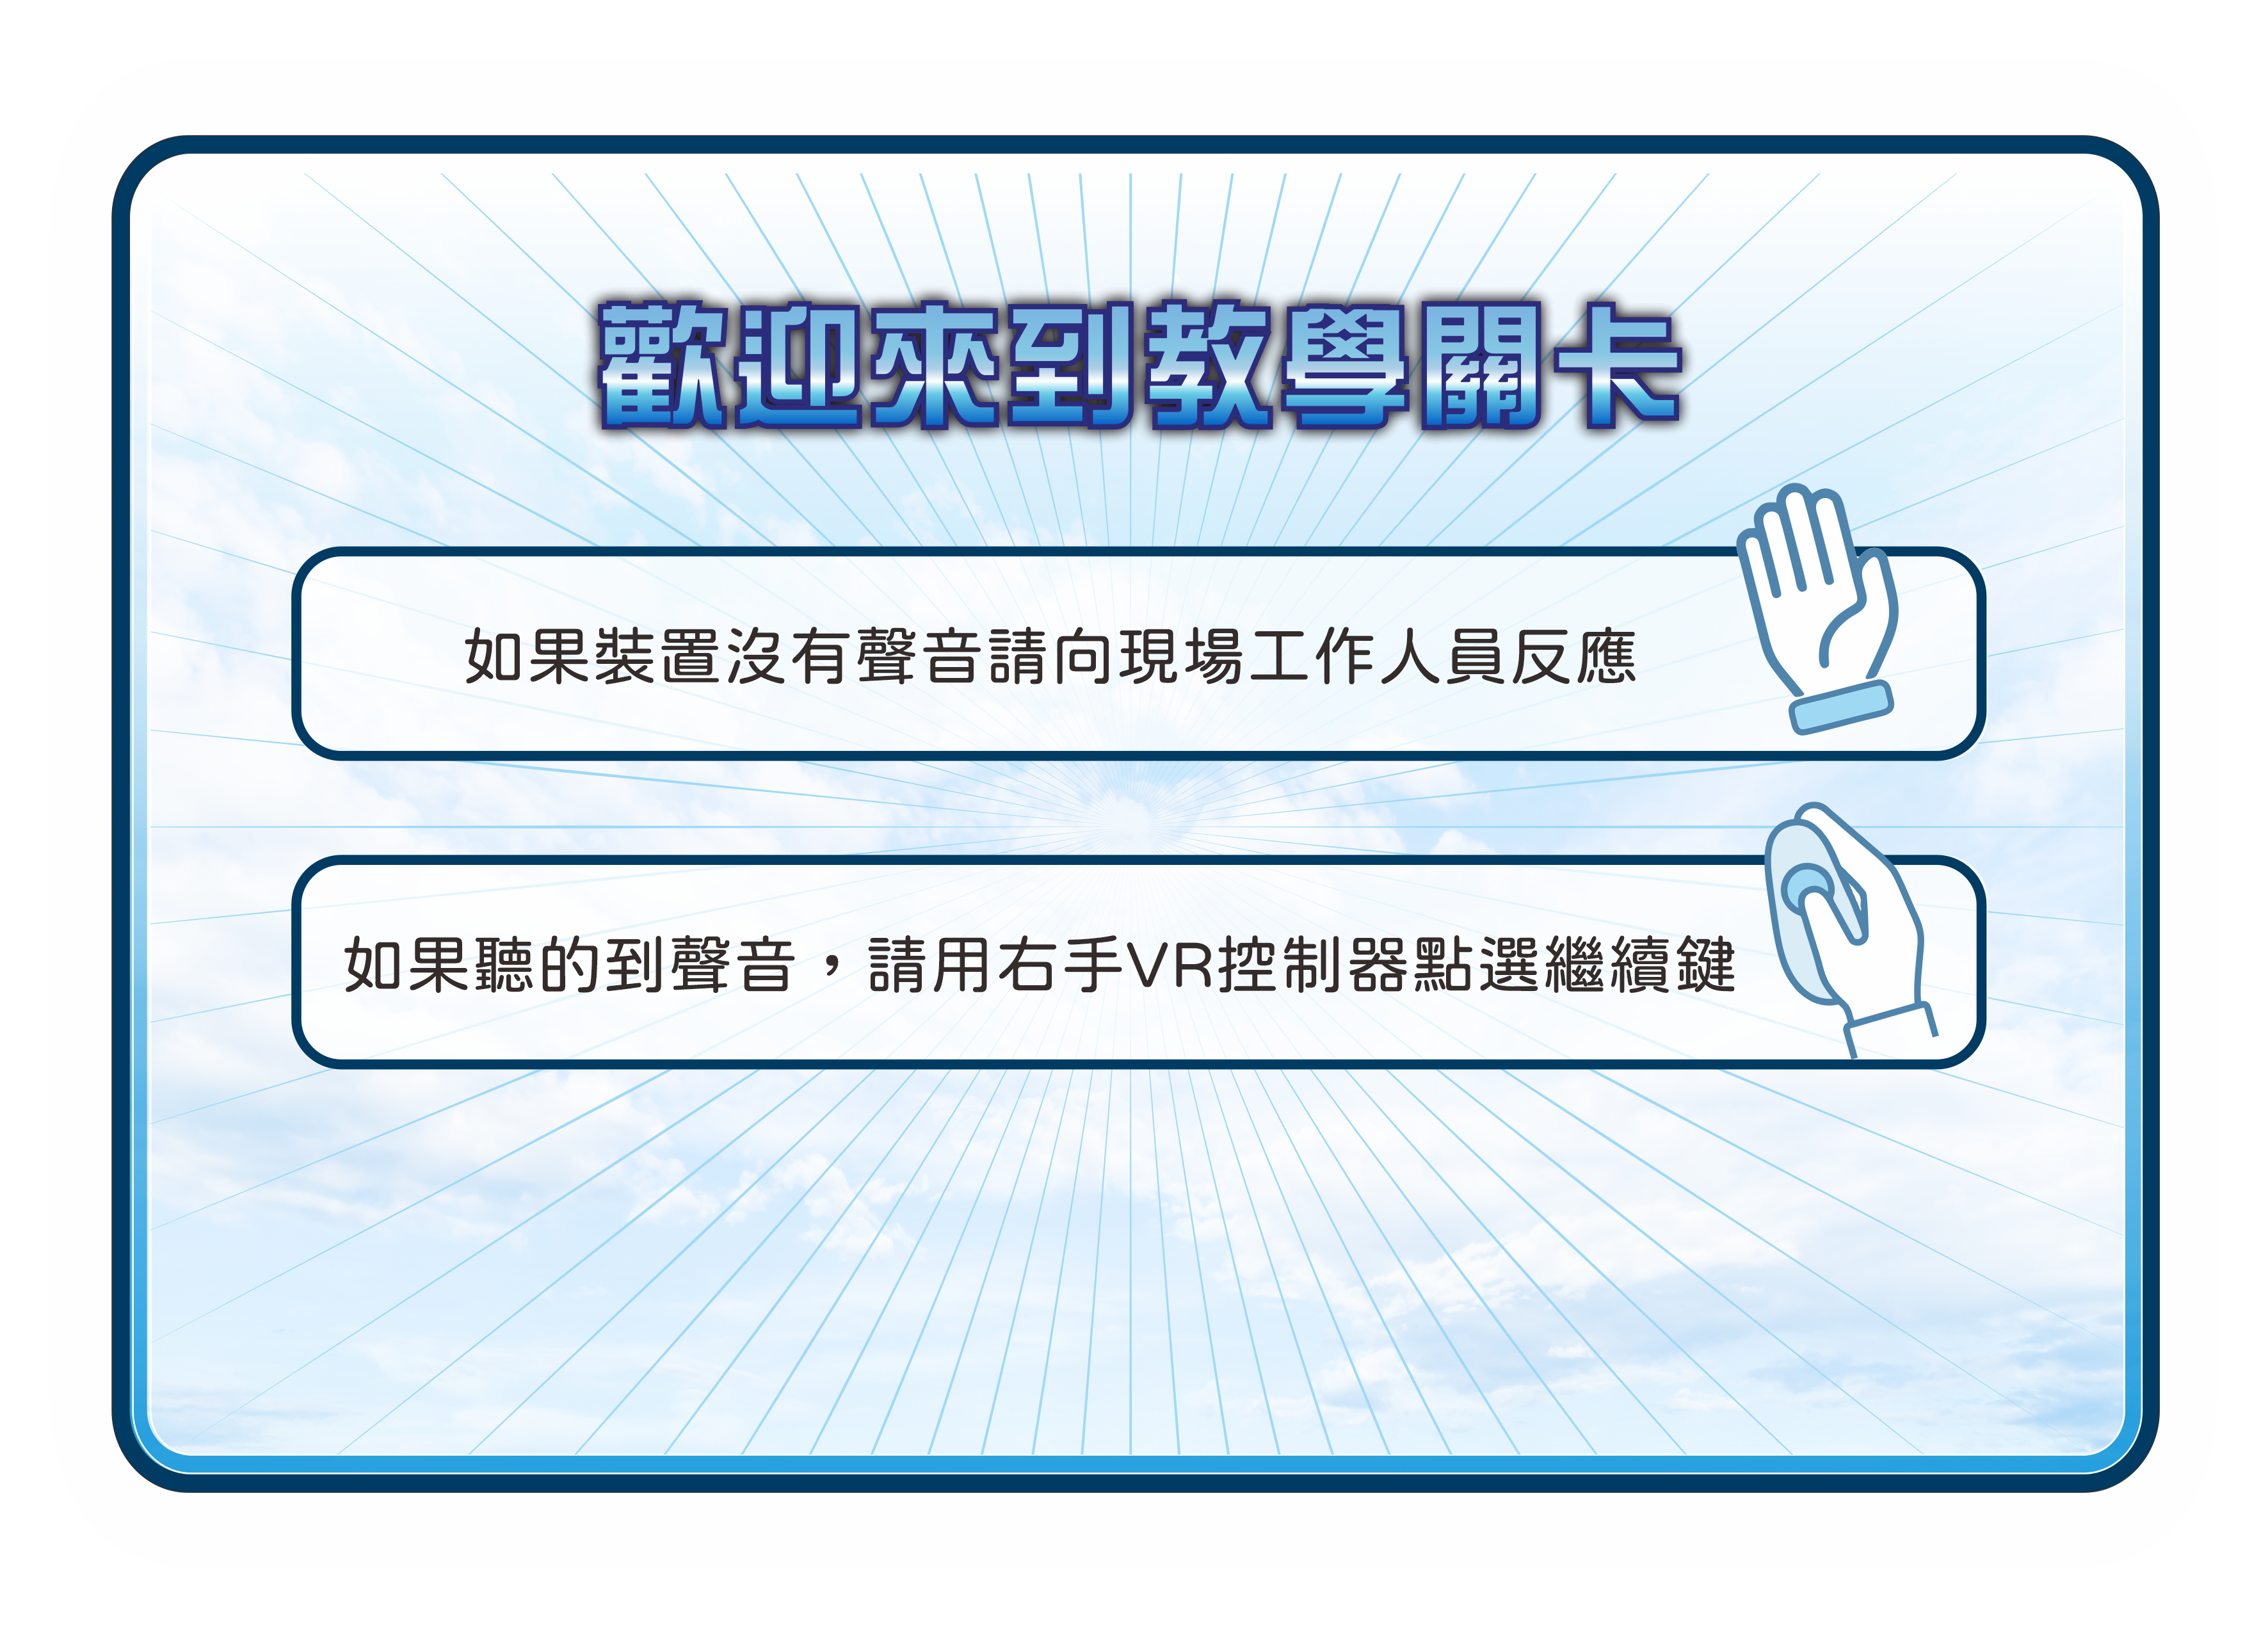 歡迎來到教學關卡
如果裝置沒有聲音請向現場工作人員反應
如果聽的到聲音，請用右手VR控制器點選繼續鍵